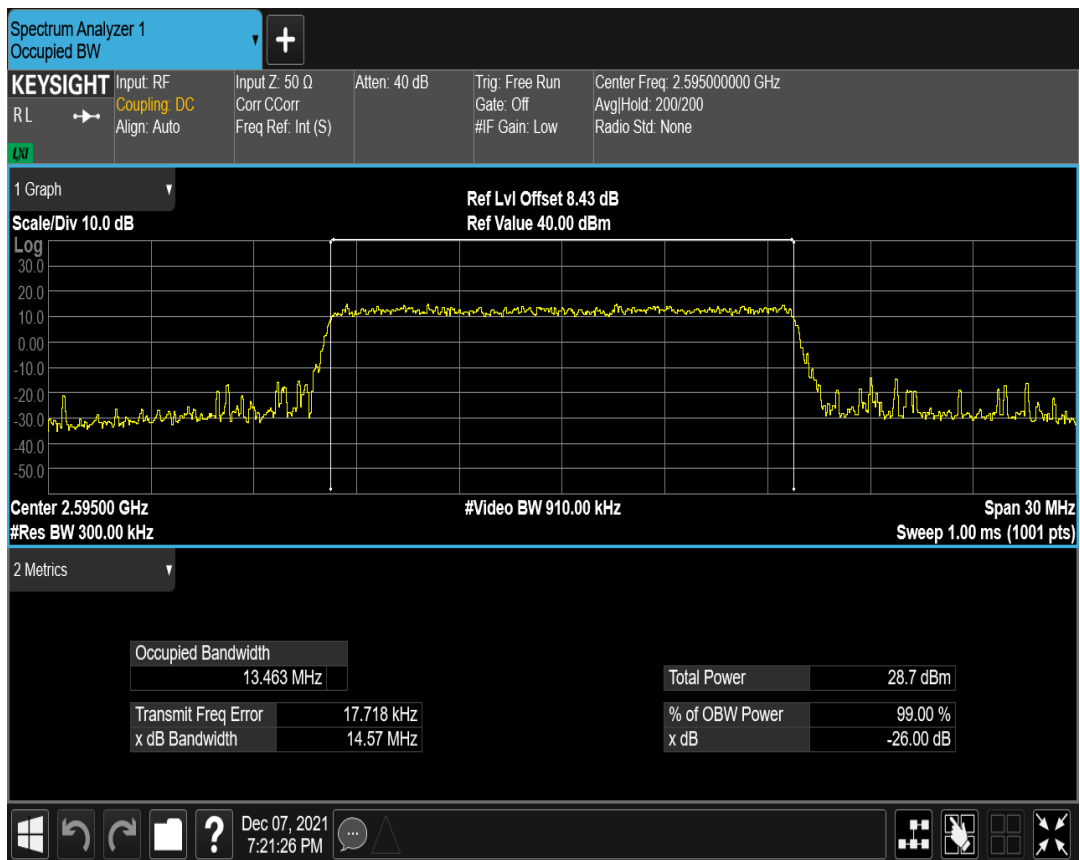 Spectrum Analyzer 1
Occupied BW
+
KEYSIGHT
R L
LXI
Input: RF
Coupling: DC
Align: Auto
Input Z: 50 Ω
Corr CCorr
Freq Ref: Int (S)
Atten: 40 dB
Trig: Free Run
Gate: Off
#IF Gain: Low
Center Freq: 2.595000000 GHz
Avg|Hold: 200/200
Radio Std: None
1 Graph
Ref Lvl Offset 8.43 dB
Scale/Div 10.0 dB
Ref Value 40.00 dBm
Log
30.0
20.0
10.0
0.00
-10.0
-20.0
-30.0
-40.0
-50.0
Center 2.59500 GHz
#Video BW 910.00 kHz
Span 30 MHz
#Res BW 300.00 kHz
Sweep 1.00 ms (1001 pts)
2 Metrics
Occupied Bandwidth
13.463 MHz
Total Power 28.7 dBm
Transmit Freq Error 17.718 kHz
% of OBW Power 99.00 %
x dB Bandwidth 14.57 MHz
x dB -26.00 dB
?
Dec 07, 2021
7:21:26 PM